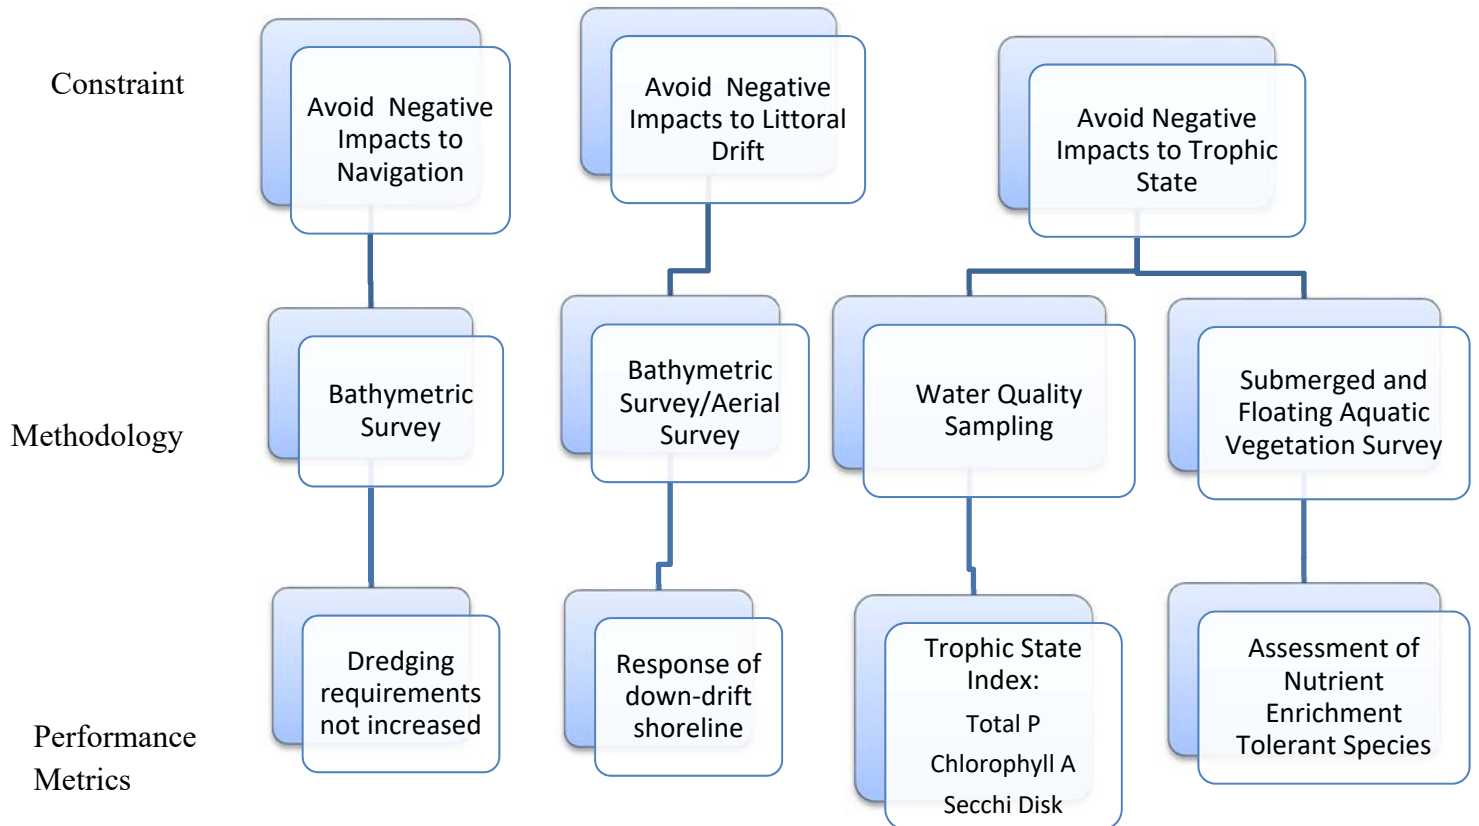 Constraint
Avoid  Negative
Impacts to
Navigation
Avoid  Negative
Impacts to Littoral
Drift
Avoid Negative
Impacts to Trophic
State
Methodology
Bathymetric
Survey
Bathymetric
Survey/Aerial
Survey
Water Quality
Sampling
Submerged and
Floating Aquatic
Vegetation Survey
Performance
Metrics
Dredging
requirements
not increased
Response of
down-drift
shoreline
Trophic State
Index:
Total P
Chlorophyll A
Secchi Disk
Assessment of
Nutrient
Enrichment
Tolerant Species